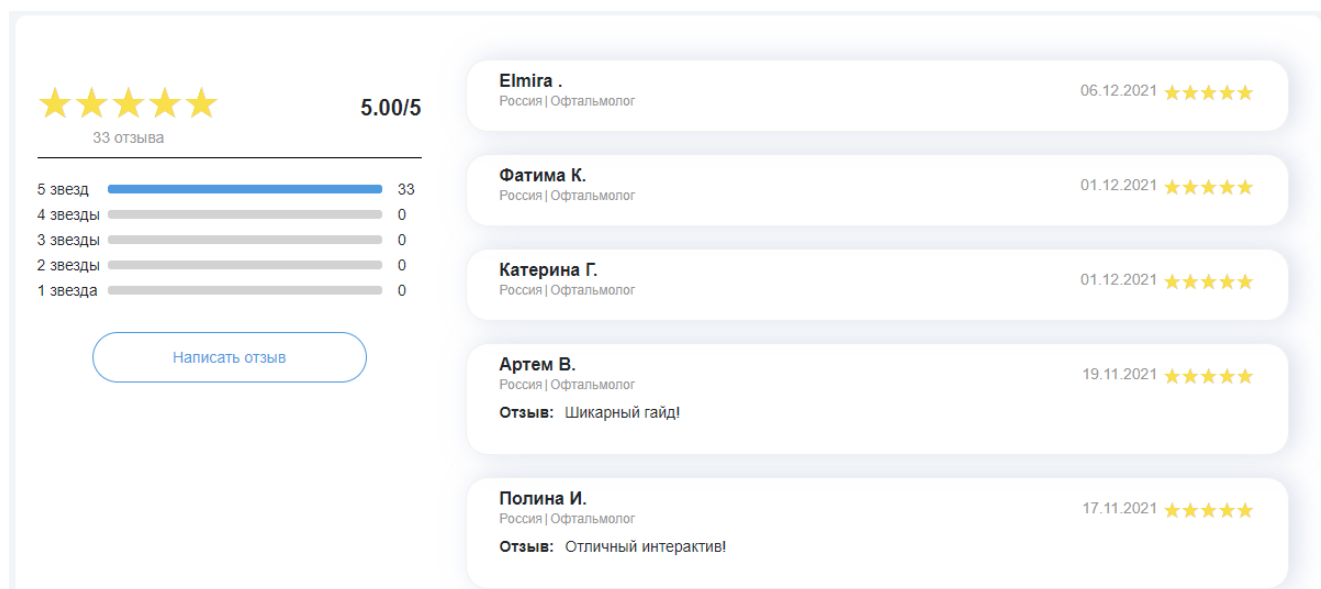 5.00/5
33 отзыва
5 звезд 33
4 звезды 0
3 звезды 0
2 звезды 0
1 звезда 0
Написать отзыв
Elmira .
Россия | Офтальмолог
06.12.2021
Фатима К.
Россия | Офтальмолог
01.12.2021
Катерина Г.
Россия | Офтальмолог
01.12.2021
Артем В.
Россия | Офтальмолог
19.11.2021
Отзыв: Шикарный гайд!
Полина И.
Россия | Офтальмолог
17.11.2021
Отзыв: Отличный интерактив!